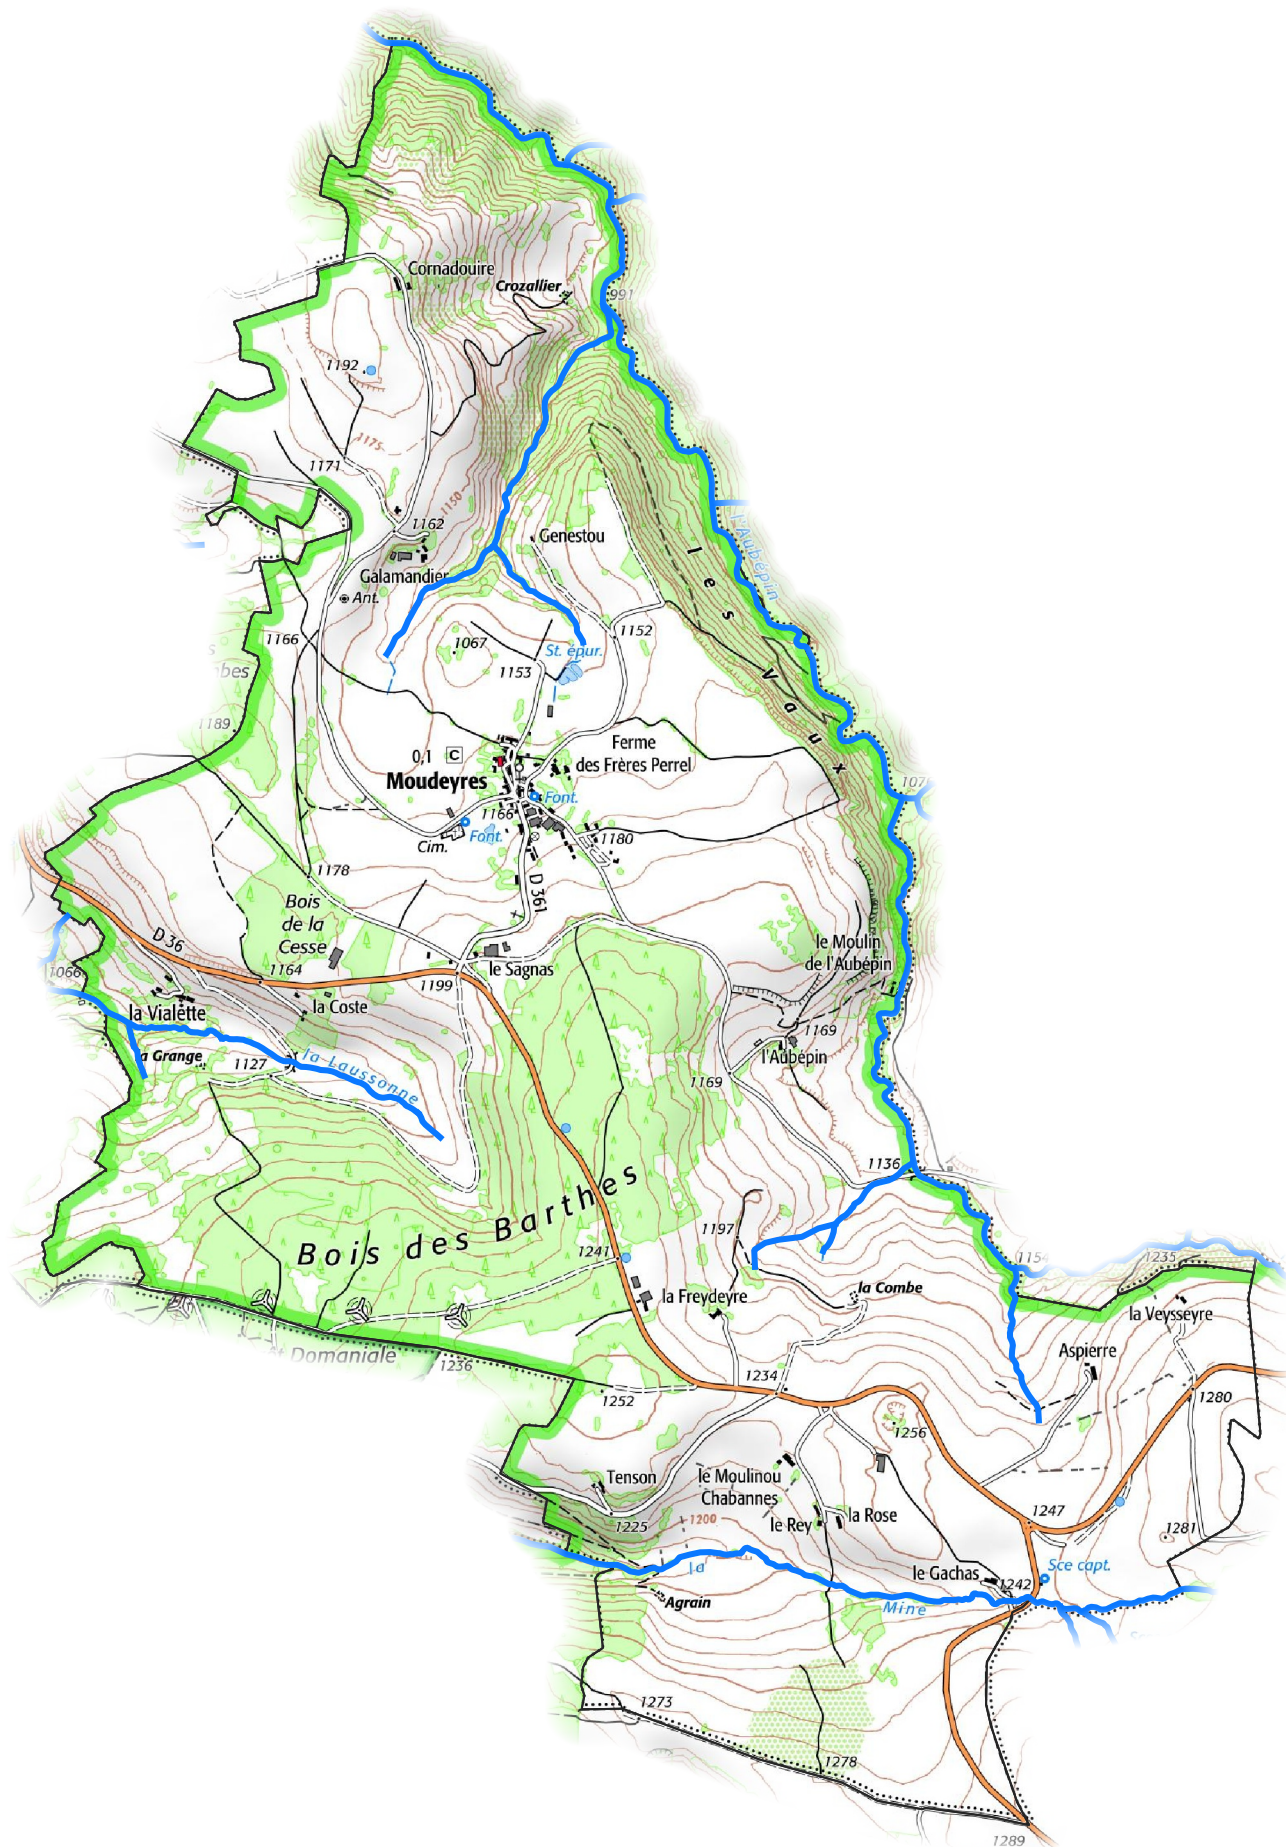 Cornadouire
Crozallier
991
1192
1175
1171
1150
1162
Genestou
les Vaux
l'Aubépin
Galamandier
Ant.
1152
1166
1067
St. épur.
1153
1189
Ferme
des Frères Perrel
0,1 C
Moudeyres
Font.
1166
Font.
Cim.
1180
1178
D 361
Bois
de la
Cesse
D 36
le Moulin
de l'Aubépin
le Sagnas
1066
1164
1199
la Coste
la Vialette
1169
l'Aubépin
a Grange
1127
la Laussonne
1169
1136
Bois des Barthes
1197
1241
1154
1235
la Combe
la Freydeyre
la Veysseyre
Domaniale
1236
Aspierre
1234
1252
1280
1256
Tenson
le Moulinou
Chabannes
1247
1225
1200
le Rey
la Rose
1281
la Mine
Sce capt.
le Gachas
1242
Agrain
1273
1278
1289